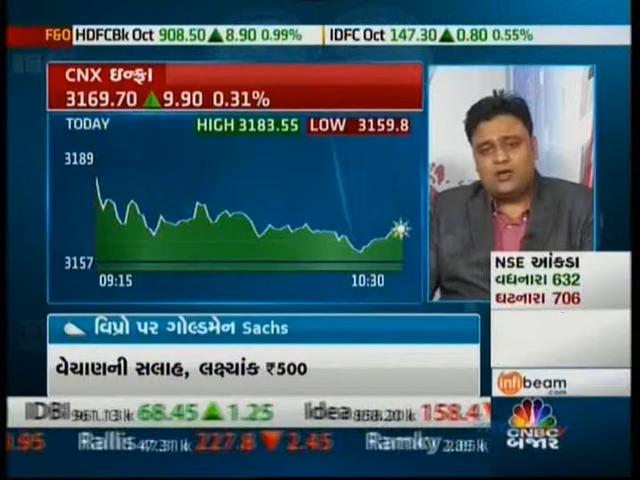 F&O HDFCBk Oct 908.50 ▲ 8.90 0.99% IDFC Oct 147.30 ▲ 0.80 0.55%
CNX ઇન્ફ્રા
3169.70 ▲ 9.90 0.31%
TODAY HIGH 3183.55 LOW 3159.8
3189
3157
09:15 10:30
NSE આંકડા
વધનારા 632
ઘટનારા 706
વિપ્રો પર ગોલ્ડમેન Sachs
વેચાણની સલાહ, લક્ષ્યાંક ₹500
infibeam
.com
IDBI 68.45 ▲ 1.25 Idea 158.4
.95 Rallis 227.8 ▼ 2.45 Ramky
CNBC
બજાર